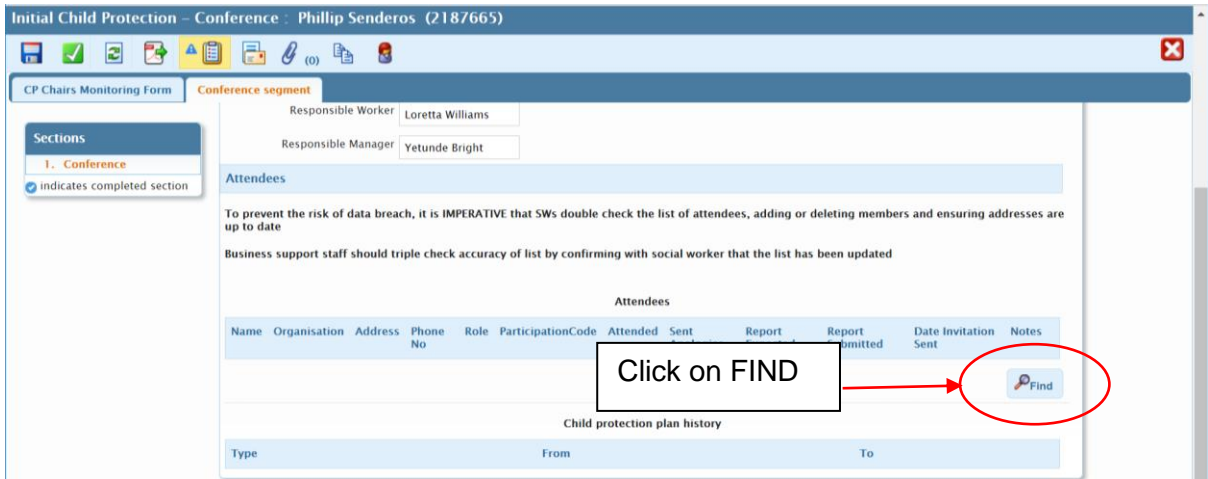 Initial Child Protection – Conference : Phillip Senderos (2187665)
(0)
CP Chairs Monitoring Form Conference segment
Responsible Worker Loretta Williams
Sections
Responsible Manager Yetunde Bright
1. Conference
indicates completed section
Attendees
To prevent the risk of data breach, it is IMPERATIVE that SWs double check the list of attendees, adding or deleting members and ensuring addresses are
up to date
Business support staff should triple check accuracy of list by confirming with social worker that the list has been updated
Attendees
Name Organisation Address Phone No Role ParticipationCode Attended Sent Report Report Submitted Date Invitation Sent Notes
Click on FIND
Find
Child protection plan history
Type From To